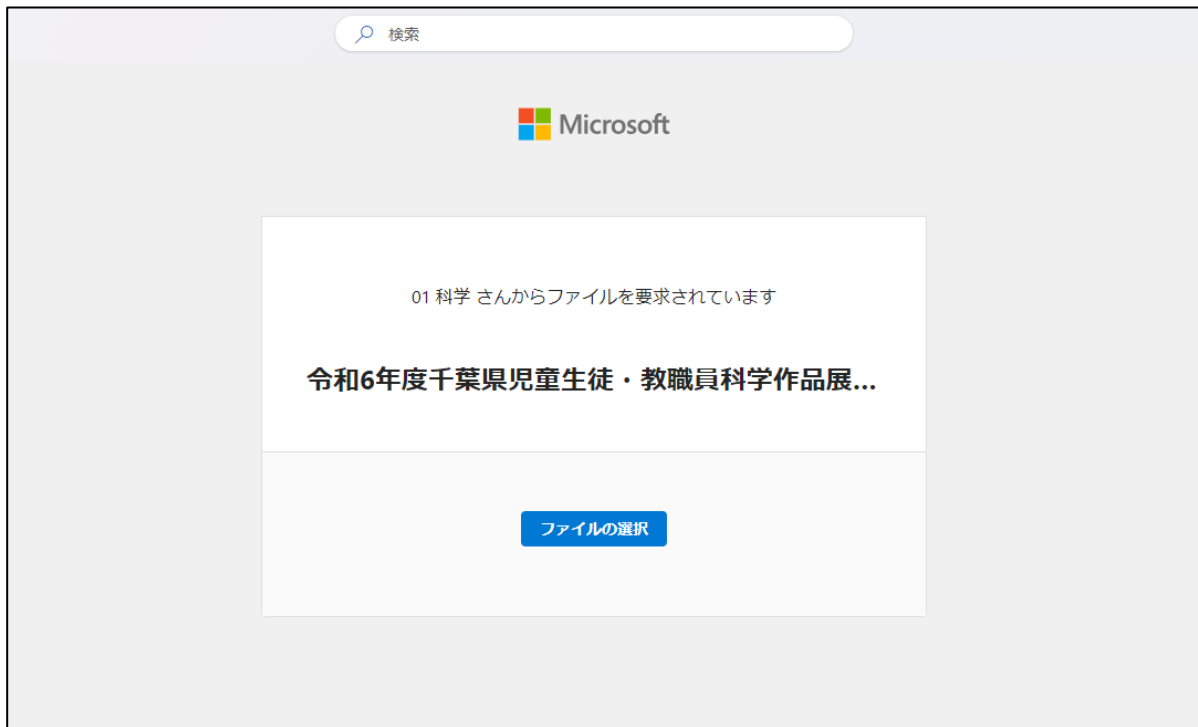 検索
Microsoft
01 科学 さんからファイルを要求されています
令和6年度千葉県児童生徒・教職員科学作品展...
ファイルの選択